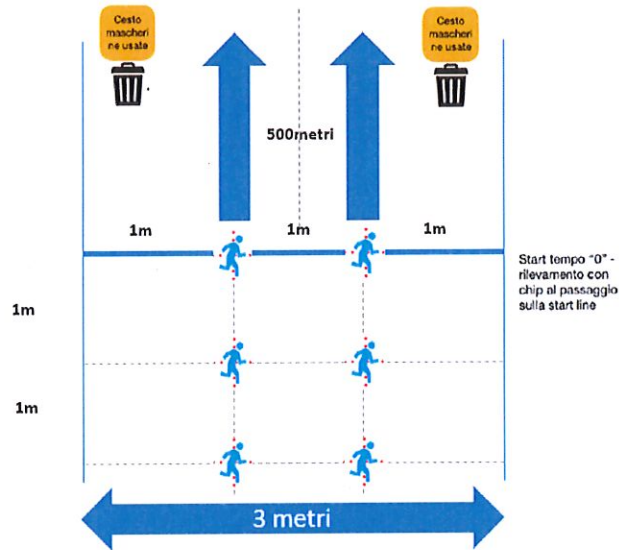 Cesto
mascheri
ne usate
Cesto
mascheri
ne usate
500metri
1m
1m
1m
Start tempo "0" -
rilevamento con
chip al passaggio
sulla start line
1m
1m
3 metri